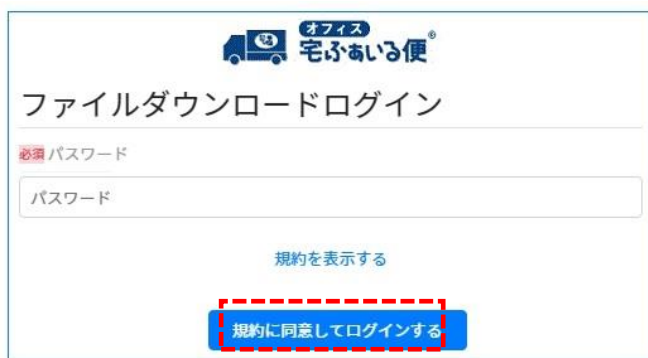 オフィス
宅ふぁいる便®
ファイルダウンロードログイン
必須 パスワード
パスワード
規約を表示する
規約に同意してログインする